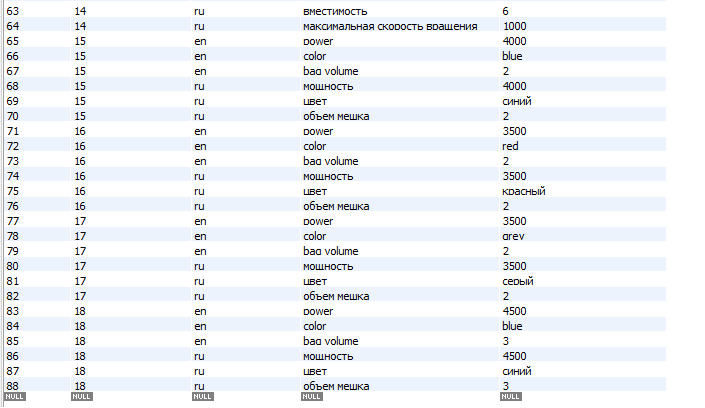 63 14 ru вместимость 6
64 14 ru максимальная скорость вращения 1000
65 15 en power 4000
66 15 en color blue
67 15 en bag volume 2
68 15 ru мощность 4000
69 15 ru цвет синий
70 15 ru объем мешка 2
71 16 en power 3500
72 16 en color red
73 16 en bag volume 2
74 16 ru мощность 3500
75 16 ru цвет красный
76 16 ru объем мешка 2
77 17 en power 3500
78 17 en color grey
79 17 en bag volume 2
80 17 ru мощность 3500
81 17 ru цвет серый
82 17 ru объем мешка 2
83 18 en power 4500
84 18 en color blue
85 18 en bag volume 3
86 18 ru мощность 4500
87 18 ru цвет синий
88 18 ru объем мешка 3
NULL NULL NULL NULL NULL